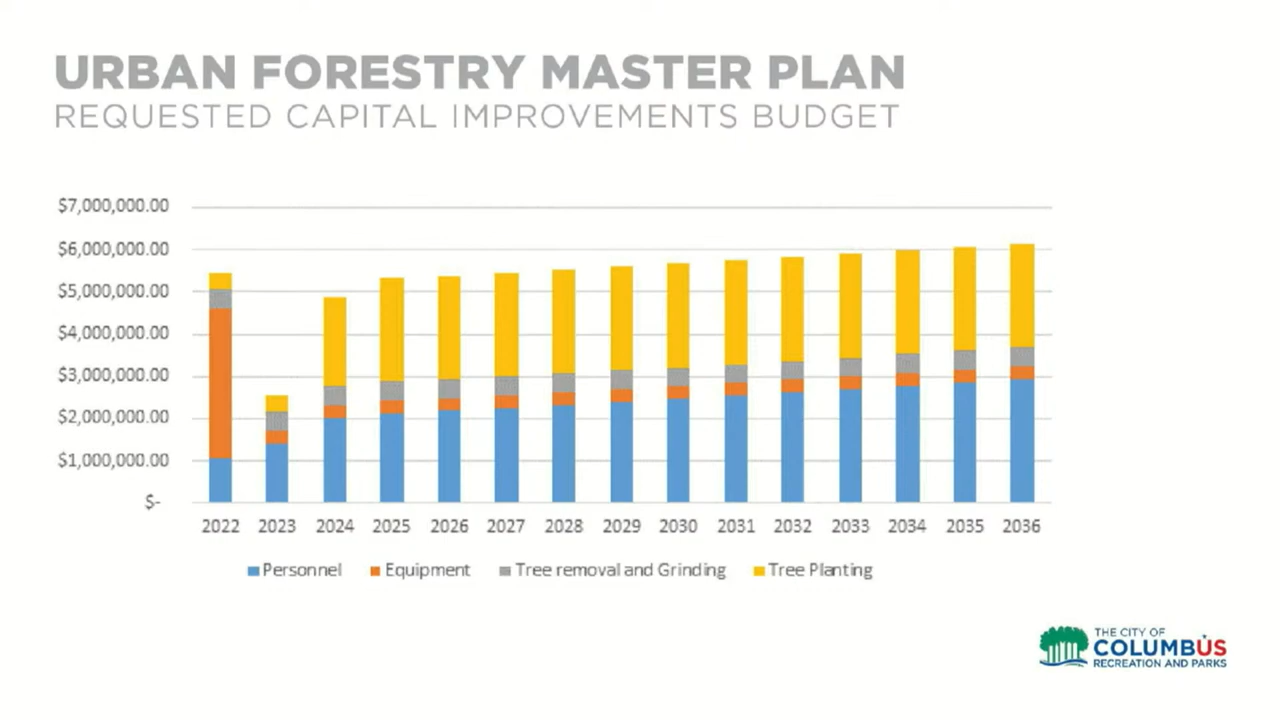 URBAN FORESTRY MASTER PLAN
REQUESTED CAPITAL IMPROVEMENTS BUDGET
$7,000,000.00
$6,000,000.00
$5,000,000.00
$4,000,000.00
$3,000,000.00
$2,000,000.00
$1,000,000.00
$-
2022 2023 2024 2025 2026 2027 2028 2029 2030 2031 2032 2033 2034 2035 2036
Personnel Equipment Tree removal and Grinding Tree Planting
THE CITY OF
COLUMBUS
RECREATION AND PARKS